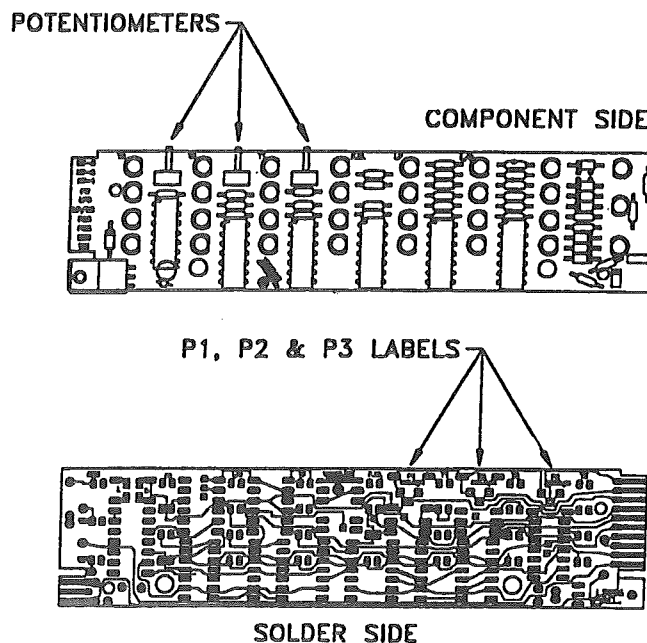 POTENTIOMETERS
COMPONENT SIDE
P1, P2 & P3 LABELS
SOLDER SIDE